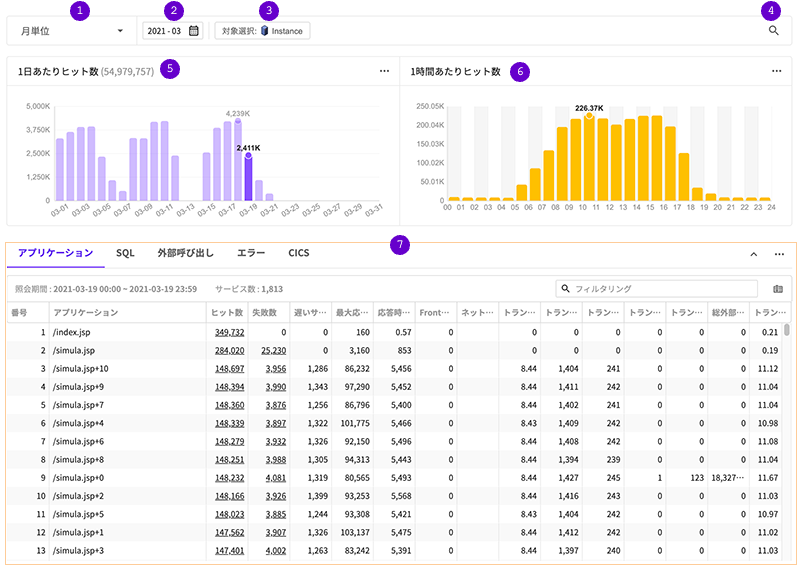 1 2 3 4
月単位 2021 - 03 対象選択: Instance
1日あたりヒット数 (54,979,757) 5
5,000K
3,750K
2,500K
1,250K
0
4,239K
2,411K
03-01 03-03 03-05 03-07 03-09 03-11 03-13 03-15 03-17 03-19 03-21 03-23 03-25 03-27 03-29 03-31
1時間あたりヒット数 6
250.05K
200.04K
150.03K
100.02K
50.01K
0
226.37K
00 01 02 03 04 05 06 07 08 09 10 11 12 13 14 15 16 17 18 19 20 21 22 23 24
7
アプリケーション SQL 外部呼び出し エラー CICS
照会期間 : 2021-03-19 00:00 ~ 2021-03-19 23:59 サービス数 : 1,813 フィルタリング
番号 アプリケーション ヒット数 失敗数 遅いサ… 最大応… 応答時… Front… ネット… トラン… トラン… トラン… トラン… トラン… 総外部… トラン…
1 /index.jsp 349,732 0 0 160 0.57 0 0 0 0 0 0 0 0.21
2 /simula.jsp 284,020 25,230 0 3,160 853 0 0 0 0 0 0 0 0.19
3 /simula.jsp+10 148,697 3,956 1,286 86,232 5,456 0 8.44 1,404 241 0 0 0 11.12
4 /simula.jsp+9 148,394 3,990 1,343 97,290 5,452 0 8.44 1,411 242 0 0 0 11.04
5 /simula.jsp+7 148,360 3,876 1,256 86,796 5,400 0 8.44 1,402 241 0 0 0 11.04
6 /simula.jsp+4 148,339 3,897 1,322 101,775 5,466 0 8.43 1,409 242 0 0 0 10.98
7 /simula.jsp+6 148,279 3,932 1,326 92,150 5,496 0 8.44 1,408 242 0 0 0 11.08
8 /simula.jsp+8 148,251 3,988 1,305 94,313 5,443 0 8.44 1,394 239 0 0 0 11.04
9 /simula.jsp+0 148,232 4,081 1,319 80,565 5,493 0 8.44 1,427 245 1 123 18,327… 11.67
10 /simula.jsp+2 148,166 3,926 1,399 93,253 5,568 0 8.44 1,416 243 0 0 0 11.03
11 /simula.jsp+5 148,023 3,885 1,244 93,308 5,421 0 8.43 1,404 242 0 0 0 10.97
12 /simula.jsp+1 147,562 3,907 1,326 103,137 5,475 0 8.44 1,412 242 0 0 0 11.02
13 /simula.jsp+3 147,401 4,002 1,263 83,242 5,391 0 8.44 1,397 240 0 0 0 11.03